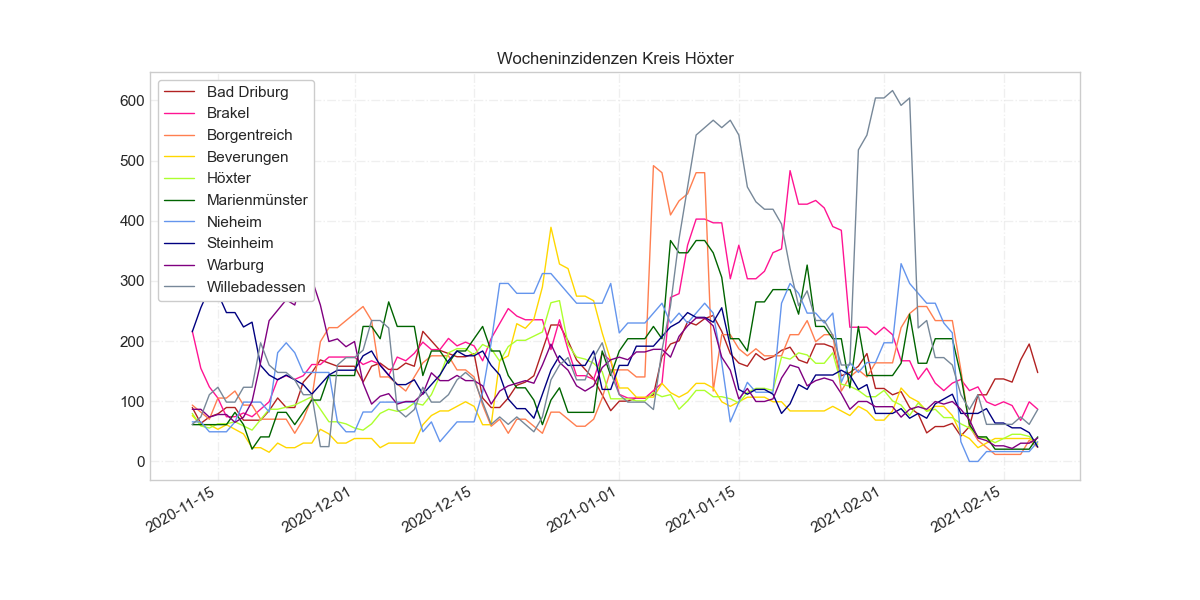 Wocheninzidenzen Kreis Höxter
Bad Driburg
Brakel
Borgentreich
Beverungen
Höxter
Marienmünster
Nieheim
Steinheim
Warburg
Willebadessen
600
500
400
300
200
100
0
2020-11-15
2020-12-01
2020-12-15
2021-01-01
2021-01-15
2021-02-01
2021-02-15